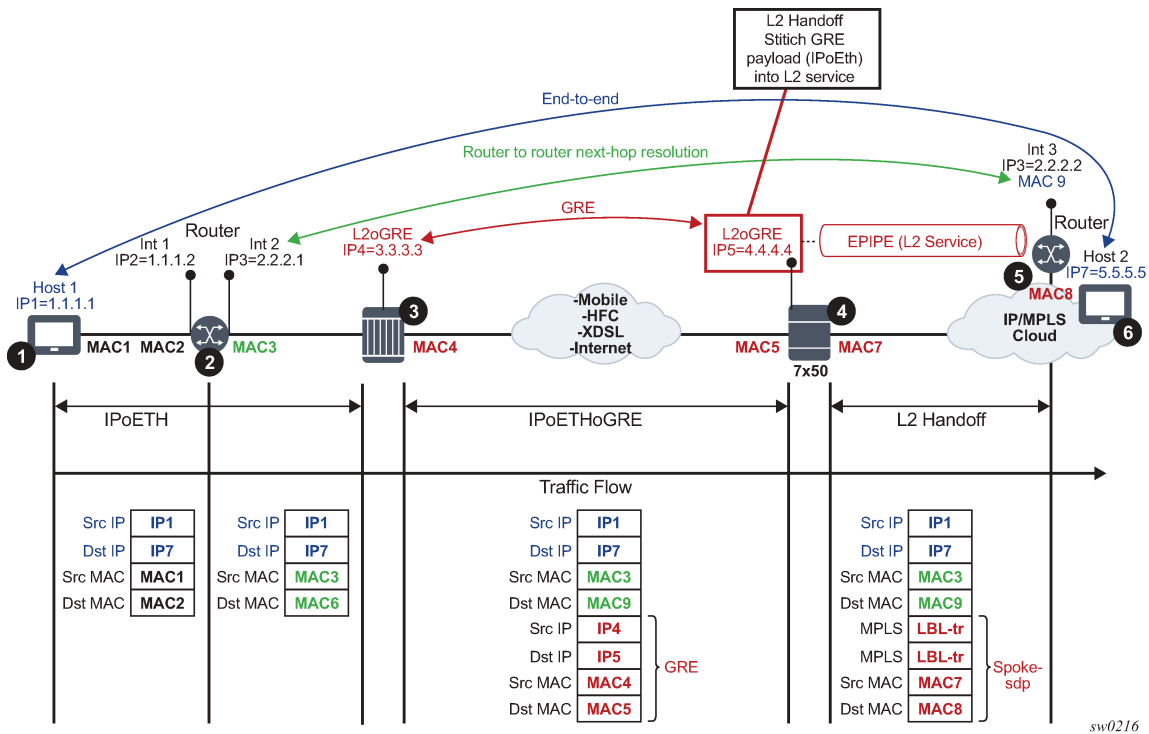 L2 Handoff
Stitich GRE
payload (IPoEth)
into L2 service
End-to-end
Router to router next-hop resolution
Int 3
IP3=2.2.2.2
MAC 9
GRE
Router
Int 1
IP2=1.1.1.2
Int 2
IP3=2.2.2.1
L2oGRE
IP4=3.3.3.3
L2oGRE
IP5=4.4.4.4
EPIPE (L2 Service)
Router
Host 1
IP1=1.1.1.1
Host 2
IP7=5.5.5.5
5
MAC8
-Mobile
-HFC
-XDSL
-Internet
IP/MPLS
Cloud
1
MAC1
MAC2
2
MAC3
3
MAC4
MAC5
4
MAC7
6
7x50
IPoETH
IPoETHoGRE
L2 Handoff
Traffic Flow
Src IP IP1
Dst IP IP7
Src MAC MAC1
Dst MAC MAC2
Src IP IP1
Dst IP IP7
Src MAC MAC3
Dst MAC MAC6
Src IP IP1
Dst IP IP7
Src MAC MAC3
Dst MAC MAC9
Src IP IP4
Dst IP IP5
Src MAC MAC4
Dst MAC MAC5
GRE
Src IP IP1
Dst IP IP7
Src MAC MAC3
Dst MAC MAC9
MPLS LBL-tr
MPLS LBL-tr
Src MAC MAC7
Dst MAC MAC8
Spoke-
sdp
sw0216